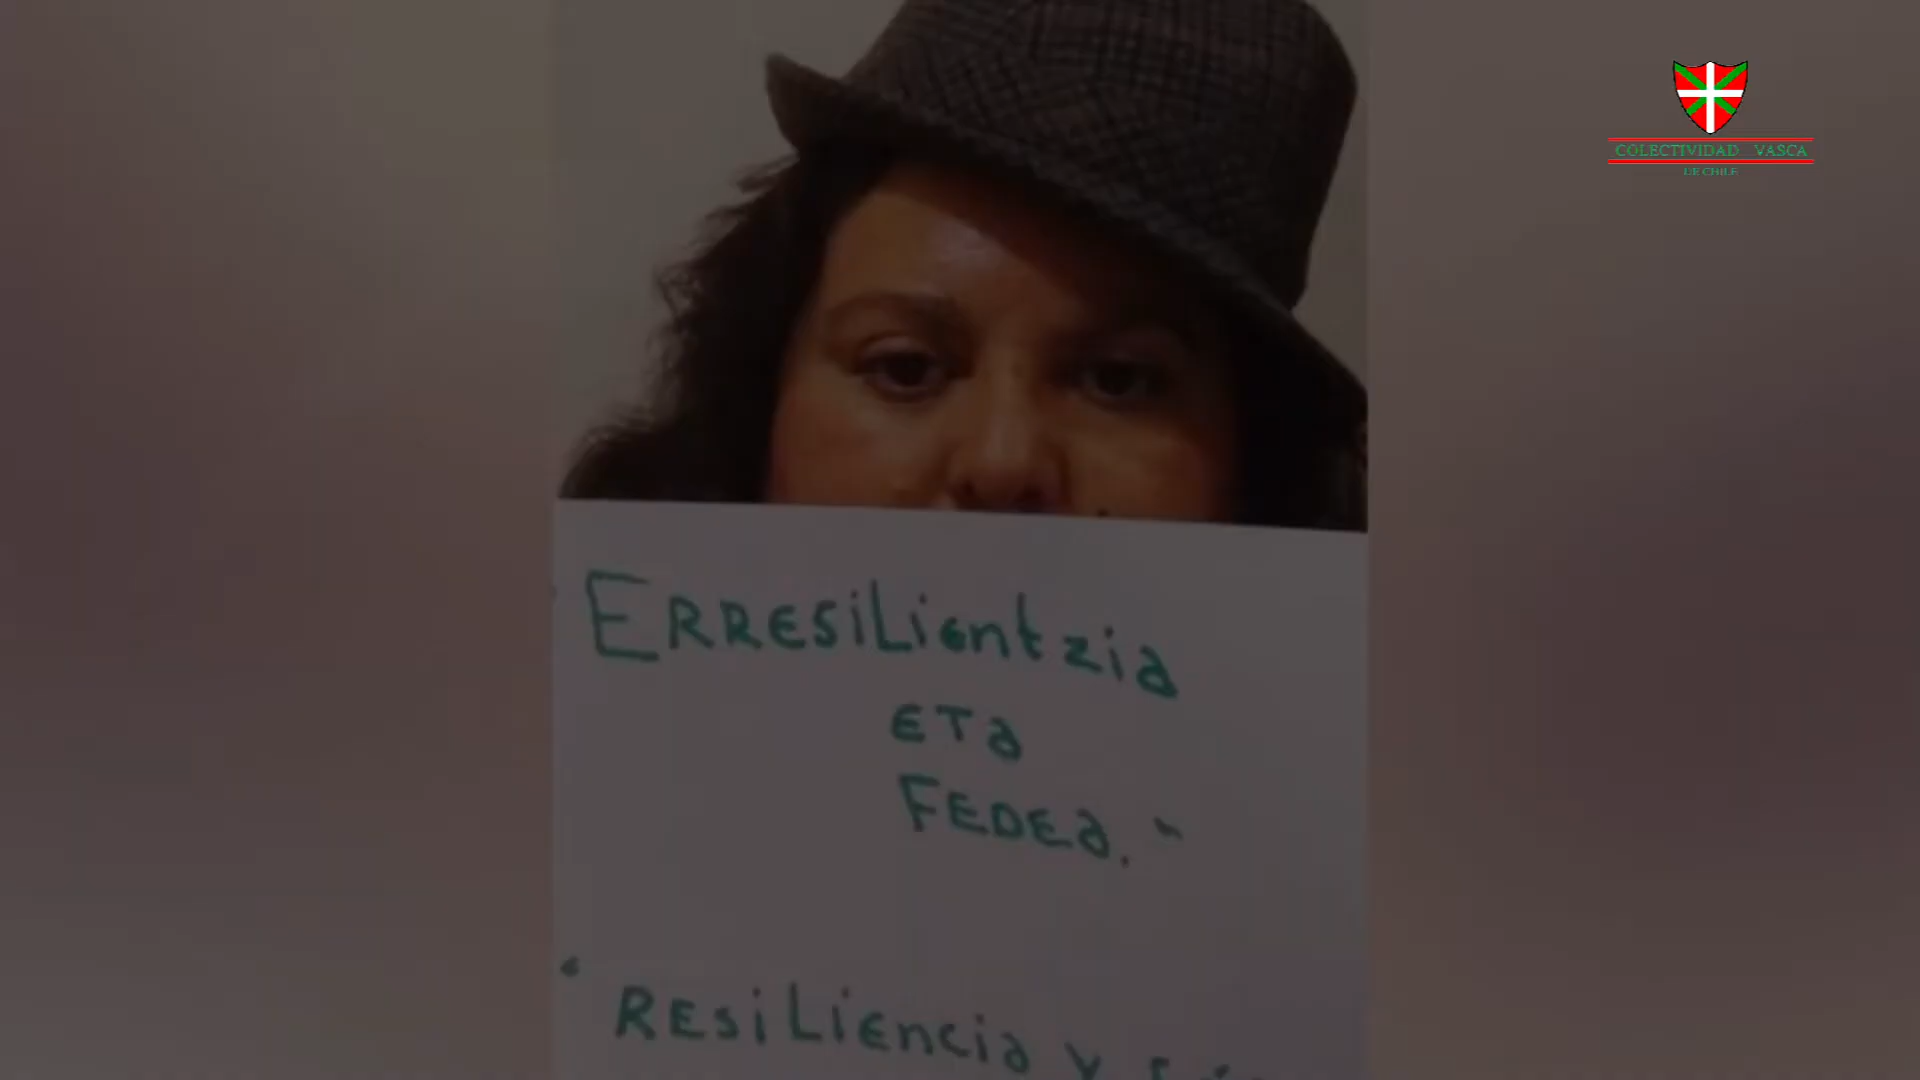 COLECTIVIDAD VASCA
DE CHILE
ERRESiLientzia
ETa
FEDEa.
RESiLiencia y